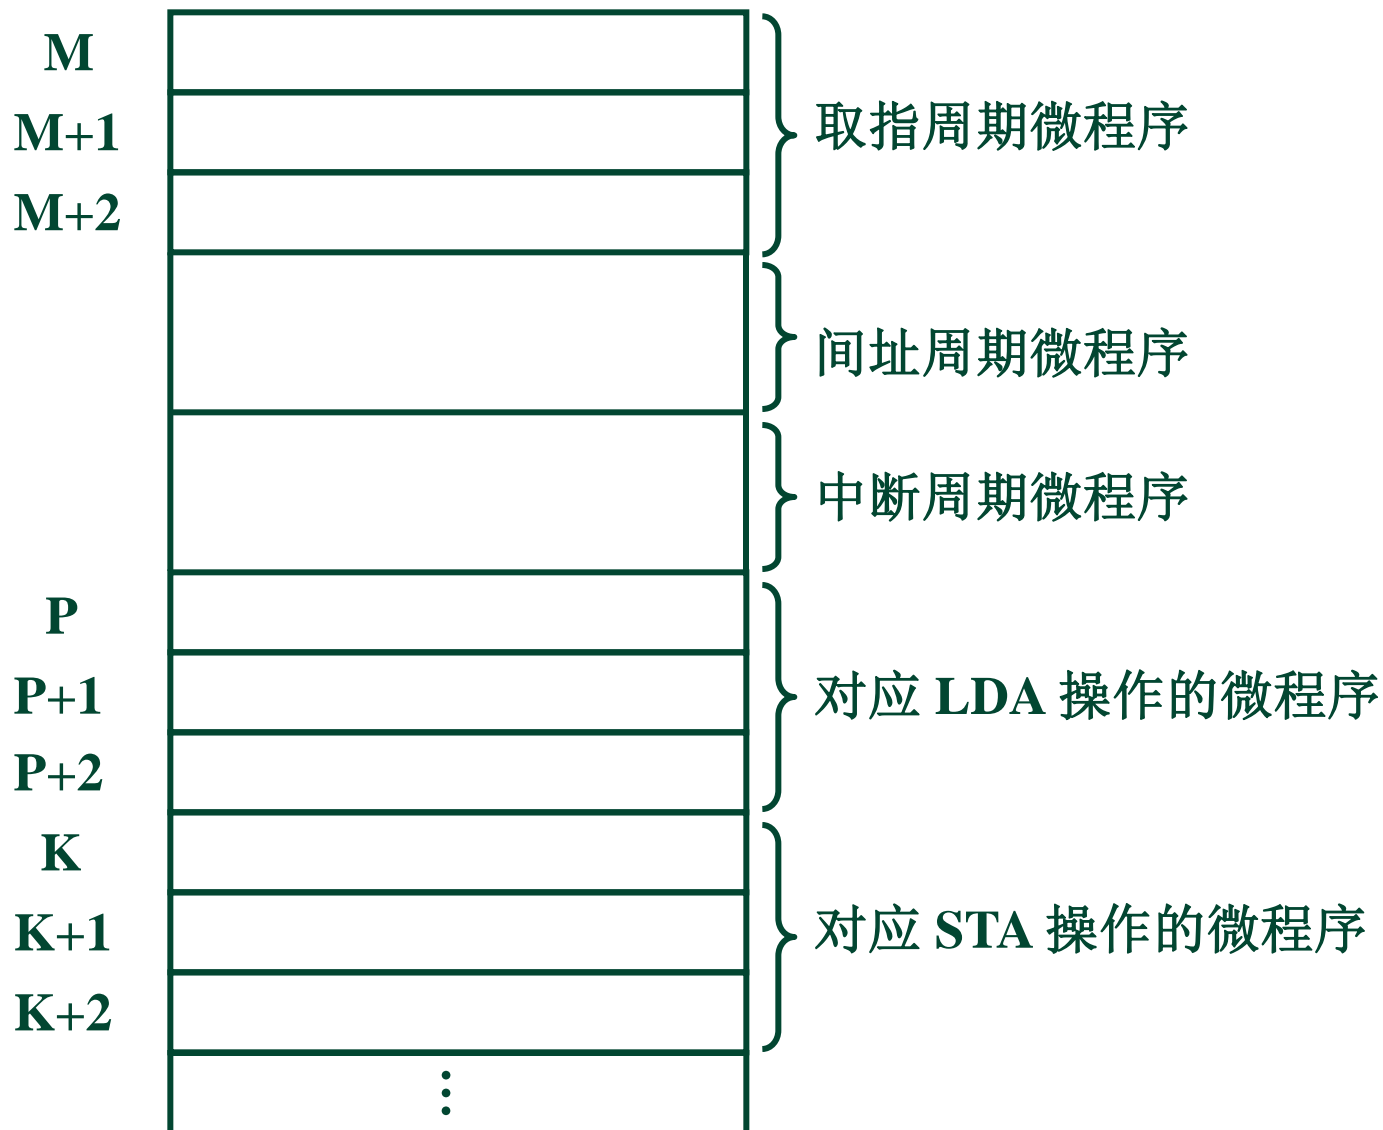 M
M+1
取指周期微程序
M+2
间址周期微程序
中断周期微程序
P
P+1
对应 LDA 操作的微程序
P+2
K
K+1
对应 STA 操作的微程序
K+2
⋮